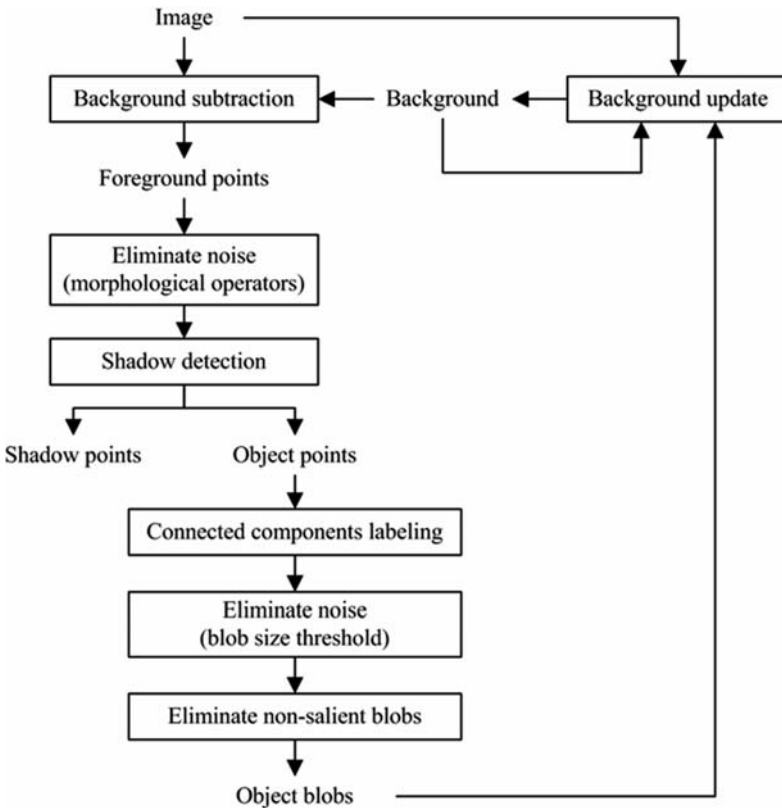 Image
Background subtraction
Background
Background update
Foreground points
Eliminate noise
(morphological operators)
Shadow detection
Shadow points
Object points
Connected components labeling
Eliminate noise
(blob size threshold)
Eliminate non-salient blobs
Object blobs